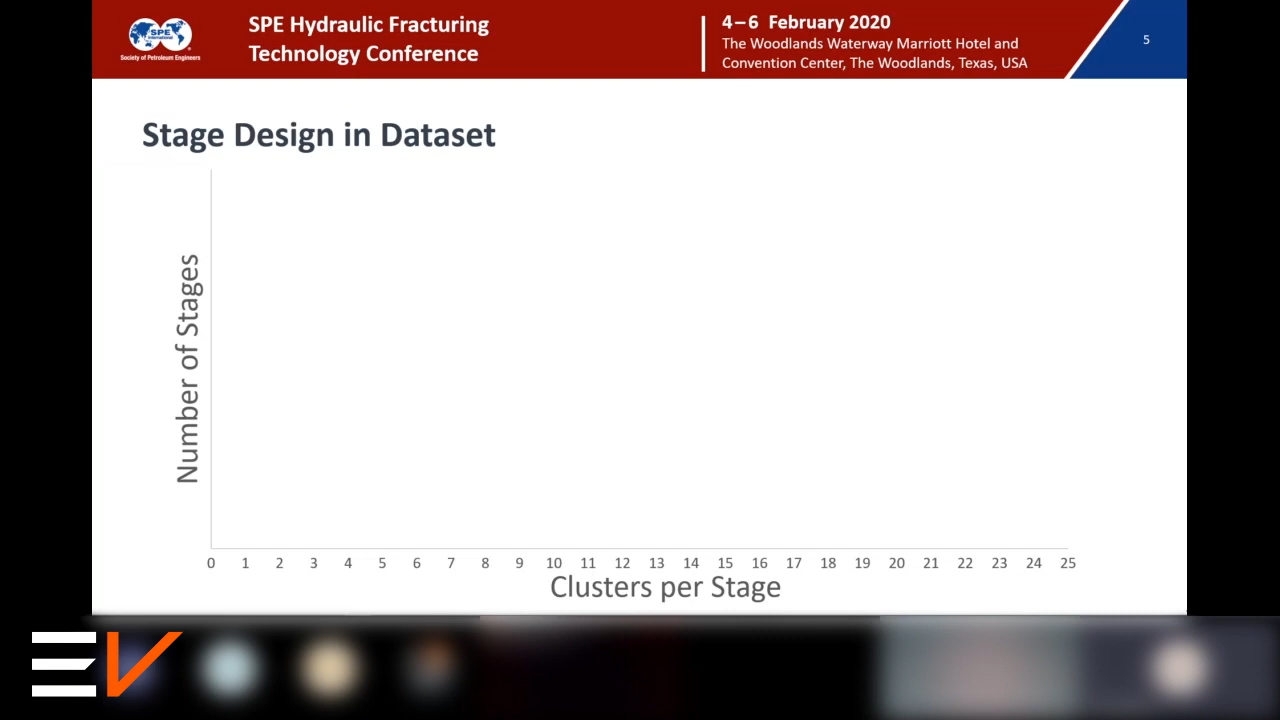 SPE
International
Society of Petroleum Engineers
SPE Hydraulic Fracturing
Technology Conference
4–6 February 2020
The Woodlands Waterway Marriott Hotel and
Convention Center, The Woodlands, Texas, USA
5
Stage Design in Dataset
Number of Stages
0 1 2 3 4 5 6 7 8 9 10 11 12 13 14 15 16 17 18 19 20 21 22 23 24 25
Clusters per Stage
EV